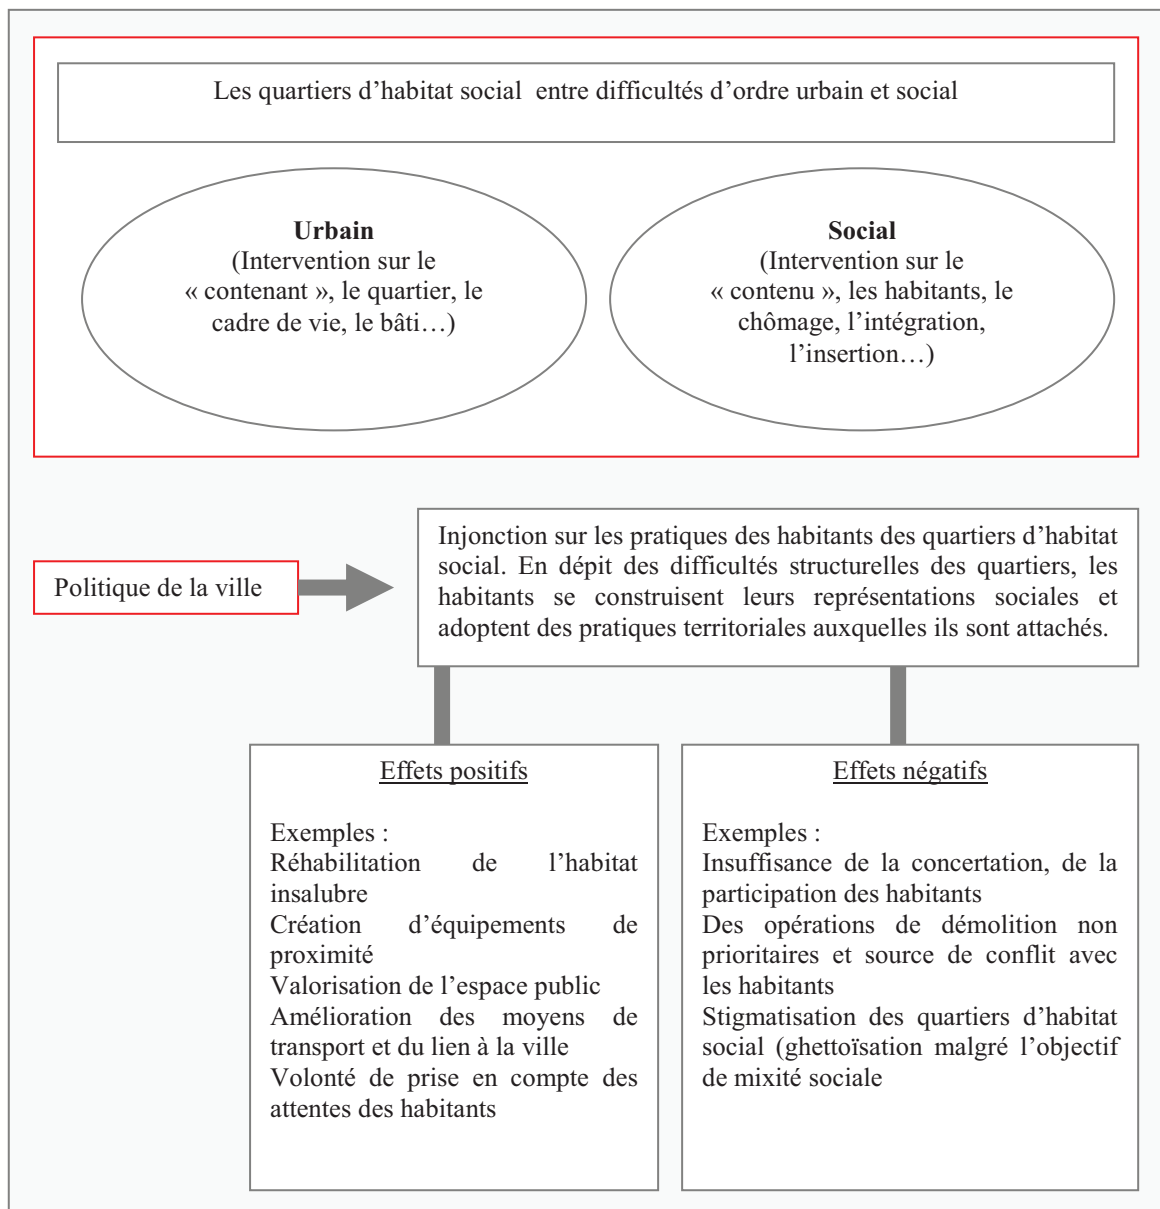 Les quartiers d’habitat social entre difficultés d’ordre urbain et social
Urbain
(Intervention sur le
« contenant », le quartier, le
cadre de vie, le bâti…)
Social
(Intervention sur le
« contenu », les habitants, le
chômage, l’intégration,
l’insertion…)
Politique de la ville
Injonction sur les pratiques des habitants des quartiers d’habitat
social. En dépit des difficultés structurelles des quartiers, les
habitants se construisent leurs représentations sociales et
adoptent des pratiques territoriales auxquelles ils sont attachés.
Effets positifs
Exemples :
Réhabilitation de l’habitat
insalubre
Création d’équipements de
proximité
Valorisation de l’espace public
Amélioration des moyens de
transport et du lien à la ville
Volonté de prise en compte des
attentes des habitants
Effets négatifs
Exemples :
Insuffisance de la concertation, de la
participation des habitants
Des opérations de démolition non
prioritaires et source de conflit avec
les habitants
Stigmatisation des quartiers d’habitat
social (ghettoïsation malgré l’objectif
de mixité sociale